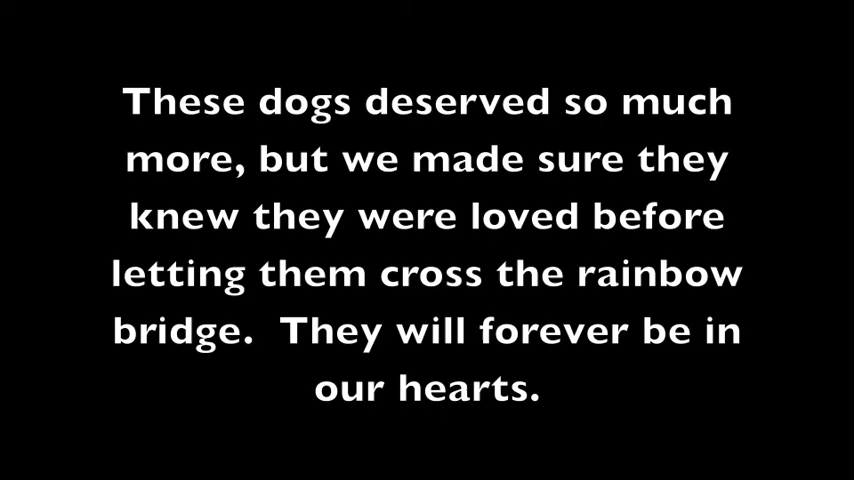 These dogs deserved so much
more, but we made sure they
knew they were loved before
letting them cross the rainbow
bridge.  They will forever be in
our hearts.